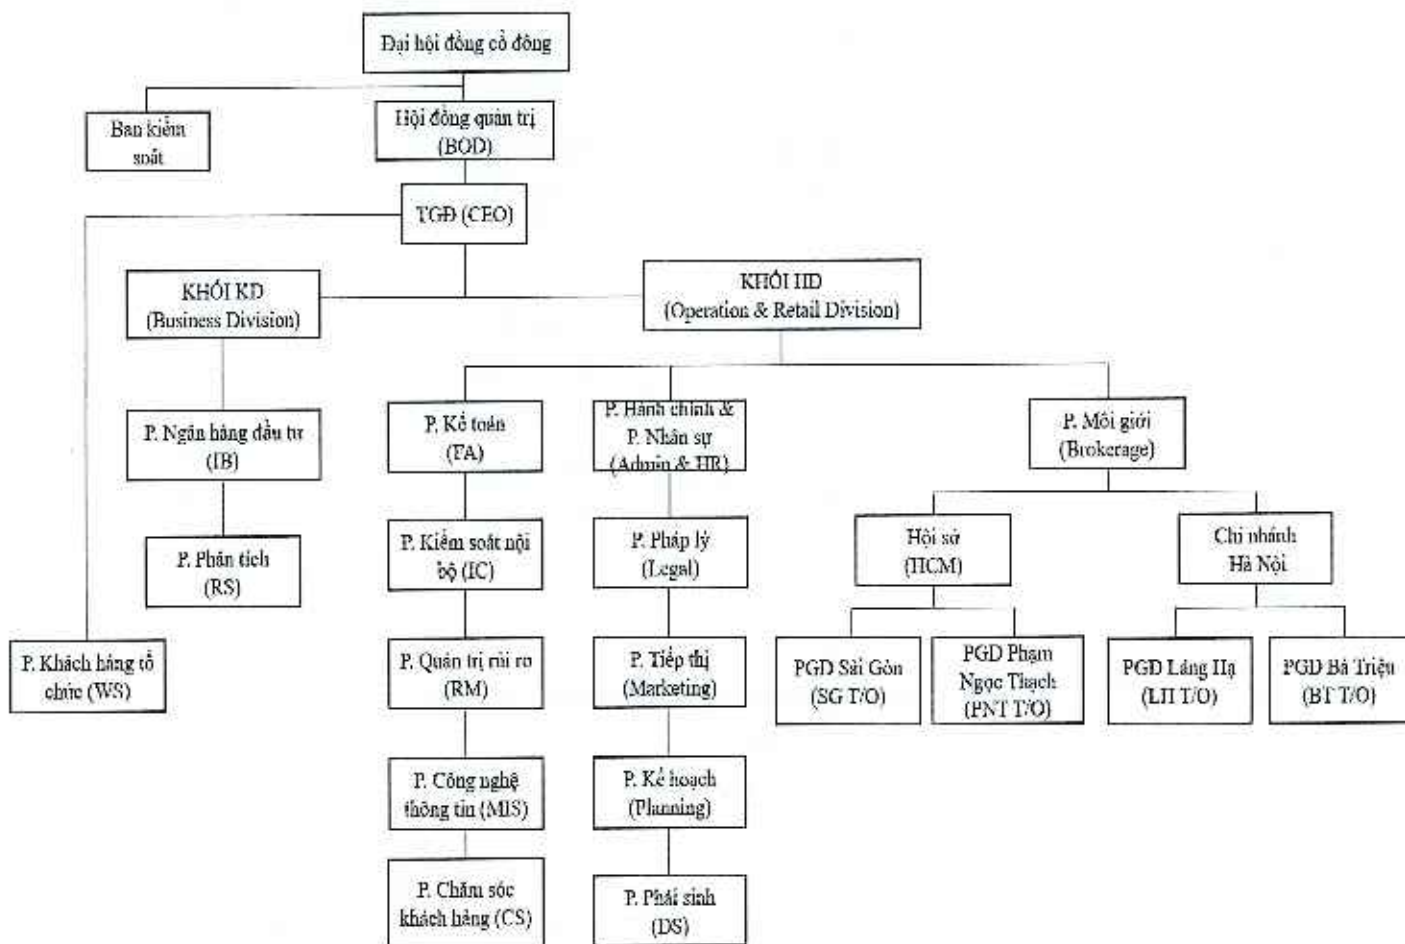 Đại hội đồng cổ đông
Ban kiểm
soát
Hội đồng quản trị
(BOD)
TGĐ (CEO)
KHỐI KD
(Business Division)
KHỐI HD
(Operation & Retail Division)
P. Ngân hàng đầu tư
(IB)
P. Kế toán
(FA)
P. Hành chính &
P. Nhân sự
(Admin & HR)
P. Môi giới
(Brokerage)
P. Phân tích
(RS)
P. Kiểm soát nội
bộ (IC)
P. Pháp lý
(Legal)
Hội sở
(HCM)
Chi nhánh
Hà Nội
P. Khách hàng tổ
chức (WS)
P. Quản trị rủi ro
(RM)
P. Tiếp thị
(Marketing)
PGD Sài Gòn
(SG T/O)
PGD Phạm
Ngọc Thạch
(PNT T/O)
PGD Láng Hạ
(LH T/O)
PGD Bà Triệu
(BT T/O)
P. Công nghệ
thông tin (MIS)
P. Kế hoạch
(Planning)
P. Chăm sóc
khách hàng (CS)
P. Phái sinh
(DS)